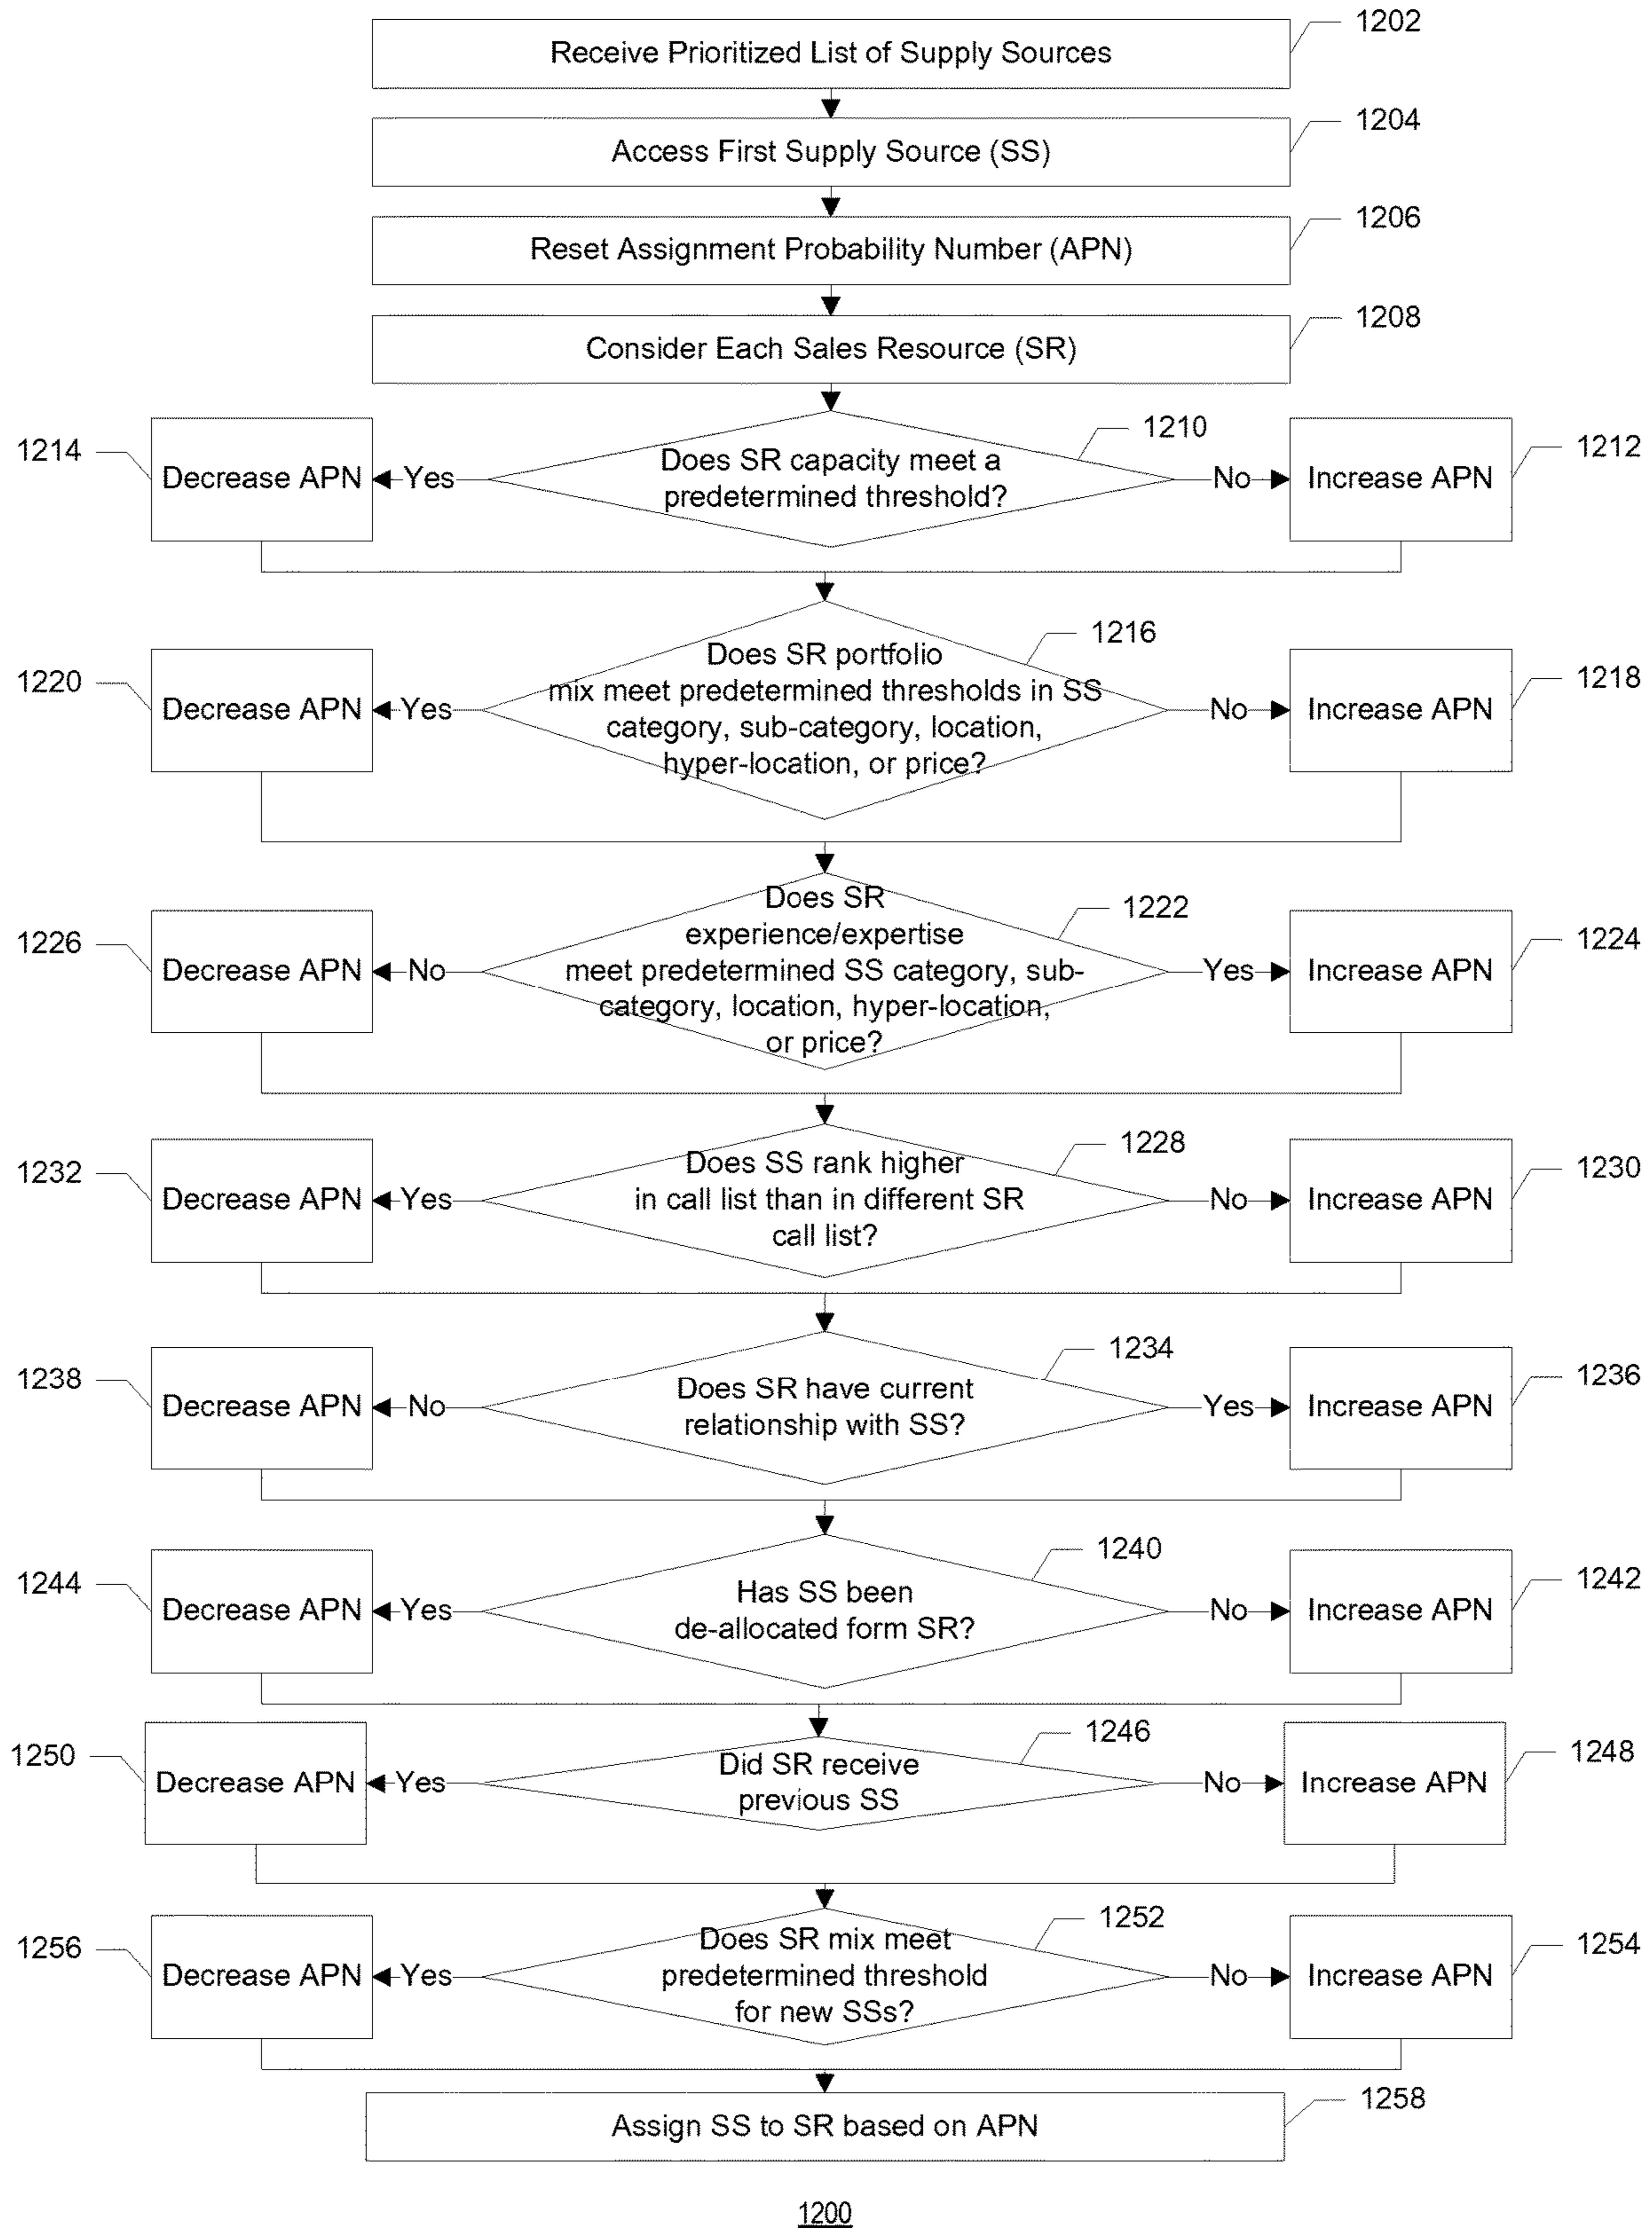 1202
Receive Prioritized List of Supply Sources
1204
Access First Supply Source (SS)
1206
Reset Assignment Probability Number (APN)
1208
Consider Each Sales Resource (SR)
1214
Decrease APN
Yes
Does SR capacity meet a
predetermined threshold?
1210
No
Increase APN
1212
1220
Decrease APN
Yes
Does SR portfolio
mix meet predetermined thresholds in SS
category, sub-category, location,
hyper-location, or price?
1216
No
Increase APN
1218
1226
Decrease APN
No
Does SR
experience/expertise
meet predetermined SS category, sub-
category, location, hyper-location,
or price?
1222
Yes
Increase APN
1224
1232
Decrease APN
Yes
Does SS rank higher
in call list than in different SR
call list?
1228
No
Increase APN
1230
1238
Decrease APN
No
Does SR have current
relationship with SS?
1234
Yes
Increase APN
1236
1244
Decrease APN
Yes
Has SS been
de-allocated form SR?
1240
No
Increase APN
1242
1250
Decrease APN
Yes
Did SR receive
previous SS
1246
No
Increase APN
1248
1256
Decrease APN
Yes
Does SR mix meet
predetermined threshold
for new SSs?
1252
No
Increase APN
1254
Assign SS to SR based on APN
1258
1200